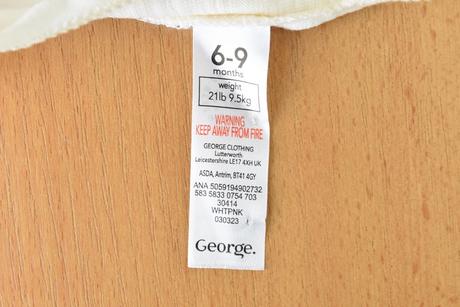 6-9
months
weight
21lb 9.5kg
WARNING
KEEP AWAY FROM FIRE
GEORGE CLOTHING
Lutterworth
Leicestershire LE17 4XH UK
ASDA, Antrim, BT41 4GY
ANA 5059194902732
583 5833 0754 703
30414
WHTPNK
030323
George.